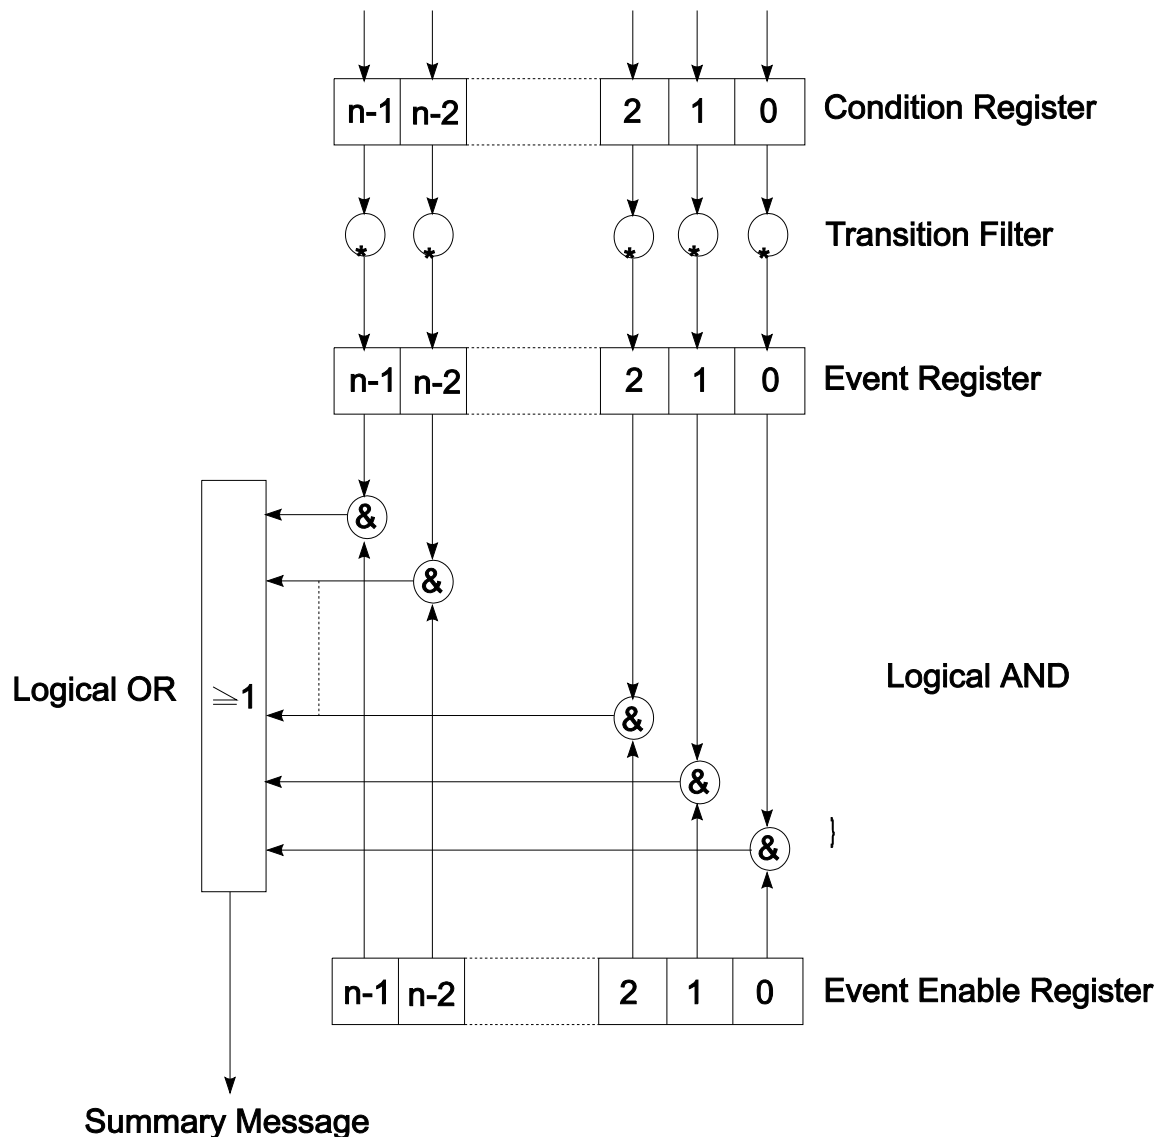 n-1 n-2 2 1 0 Condition Register
* * * * * Transition Filter
n-1 n-2 2 1 0 Event Register
&
&
Logical OR ≧1 Logical AND
&
&
}
&
n-1 n-2 2 1 0 Event Enable Register
Summary Message